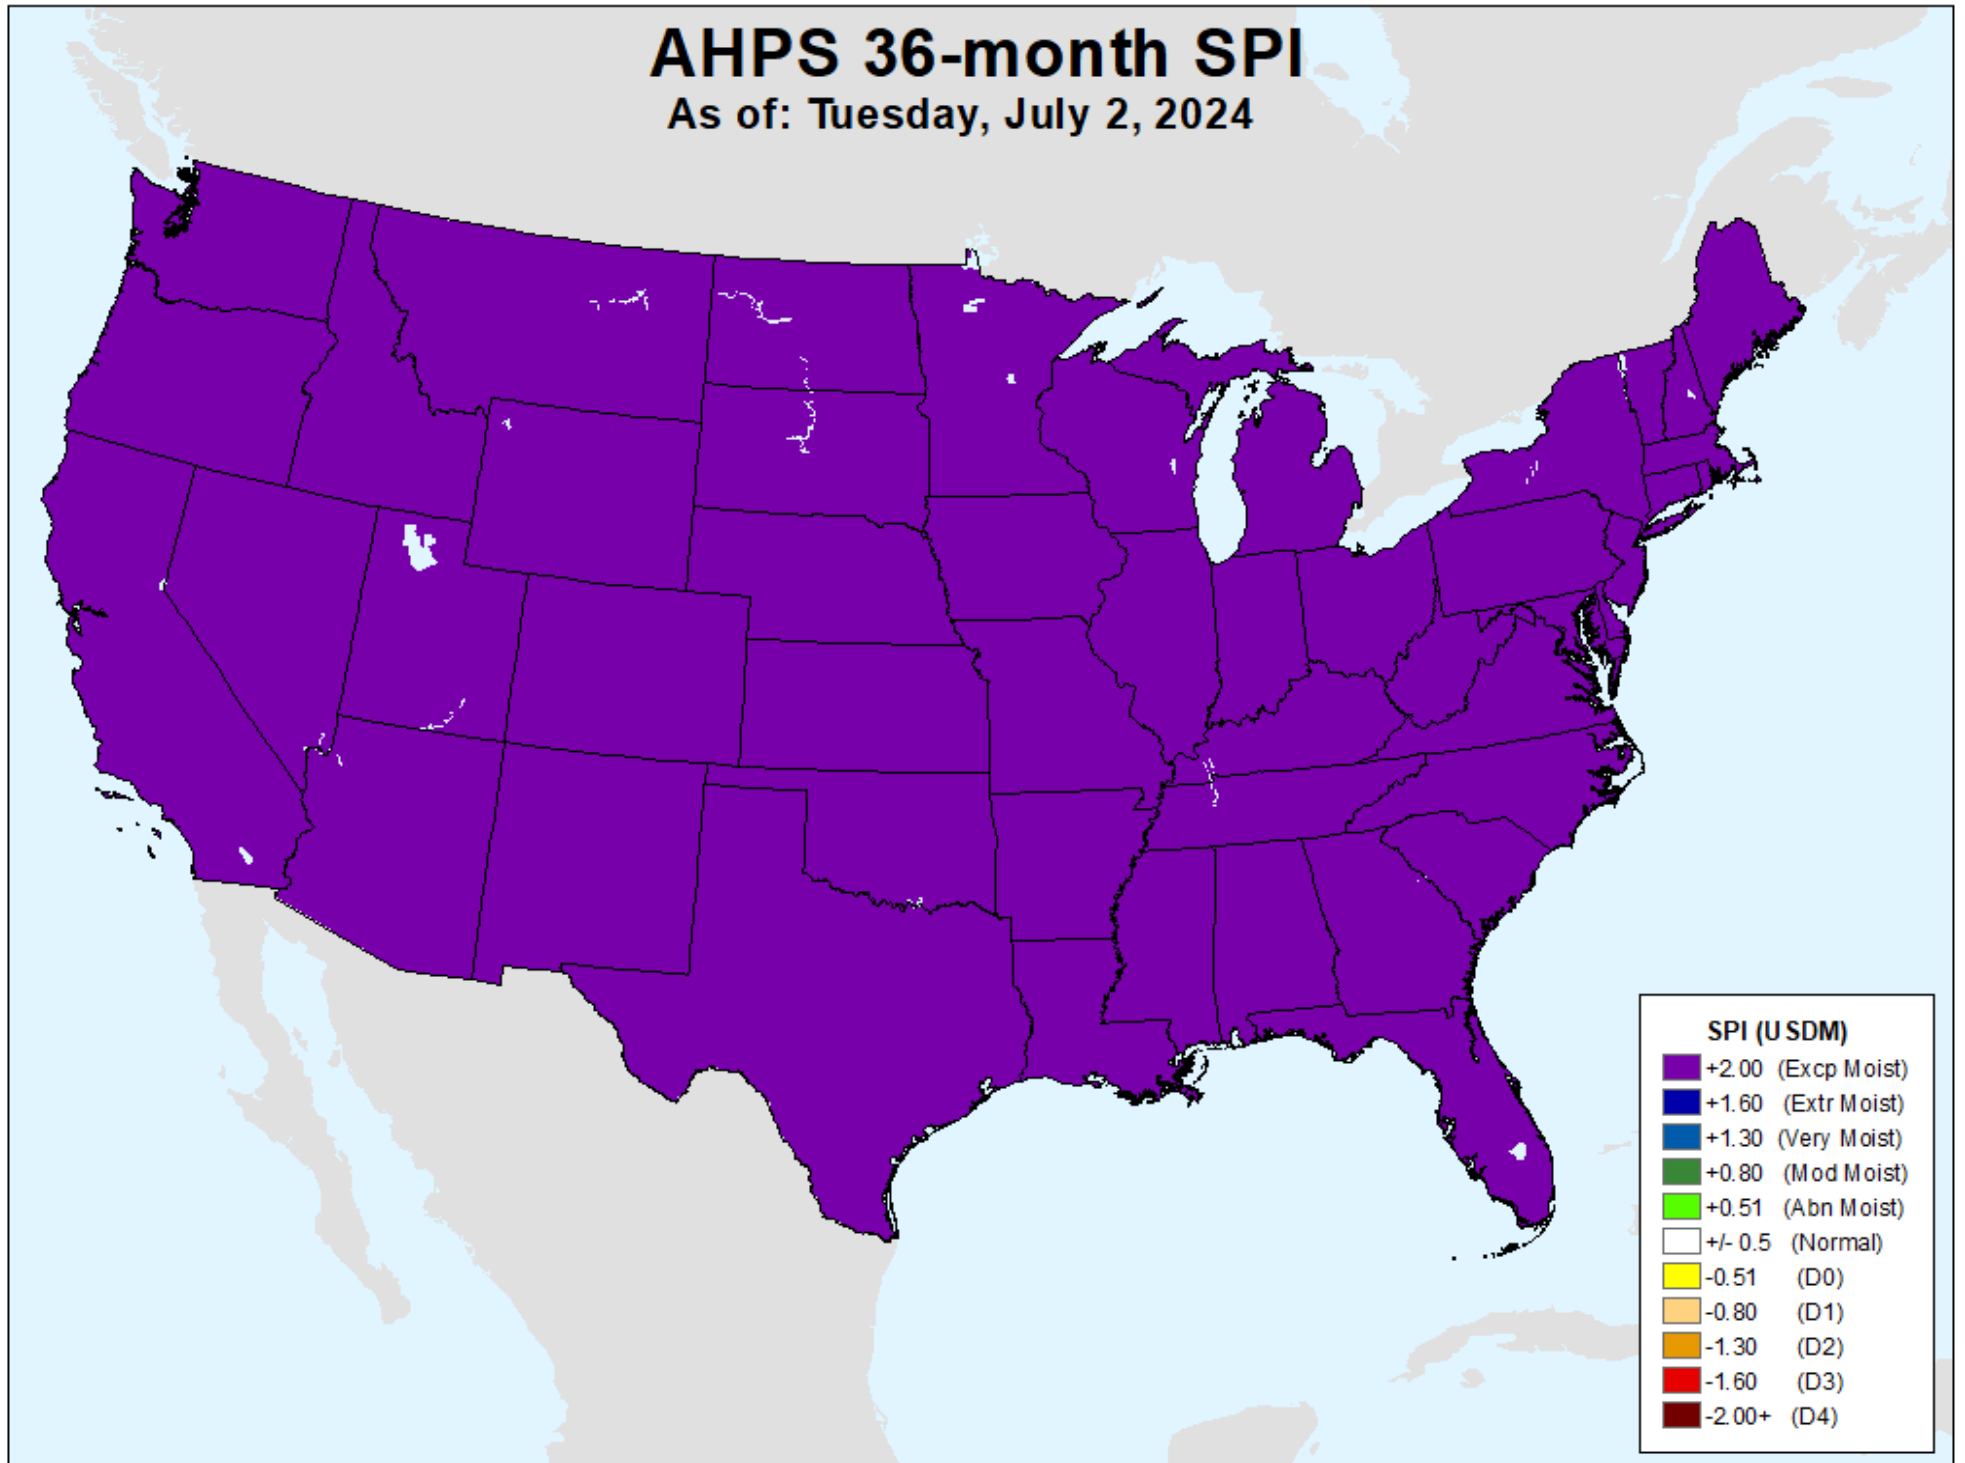 AHPS 36-month SPI
As of: Tuesday, July 2, 2024
SPI (USDM)
+2.00 (Excp Moist)
+1.60 (Extr Moist)
+1.30 (Very Moist)
+0.80 (Mod Moist)
+0.51 (Abn Moist)
+/- 0.5 (Normal)
-0.51 (D0)
-0.80 (D1)
-1.30 (D2)
-1.60 (D3)
-2.00+ (D4)